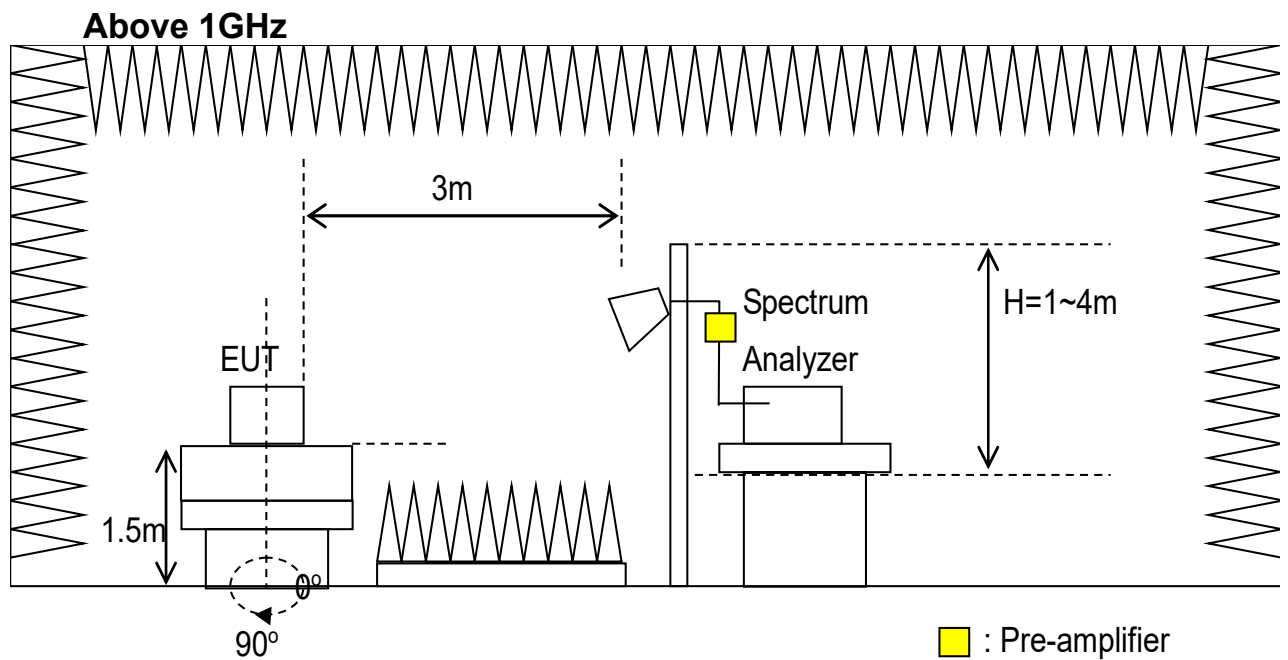 Above 1GHz
3m
Spectrum
H=1~4m
EUT
Analyzer
1.5m
0º
90º
: Pre-amplifier